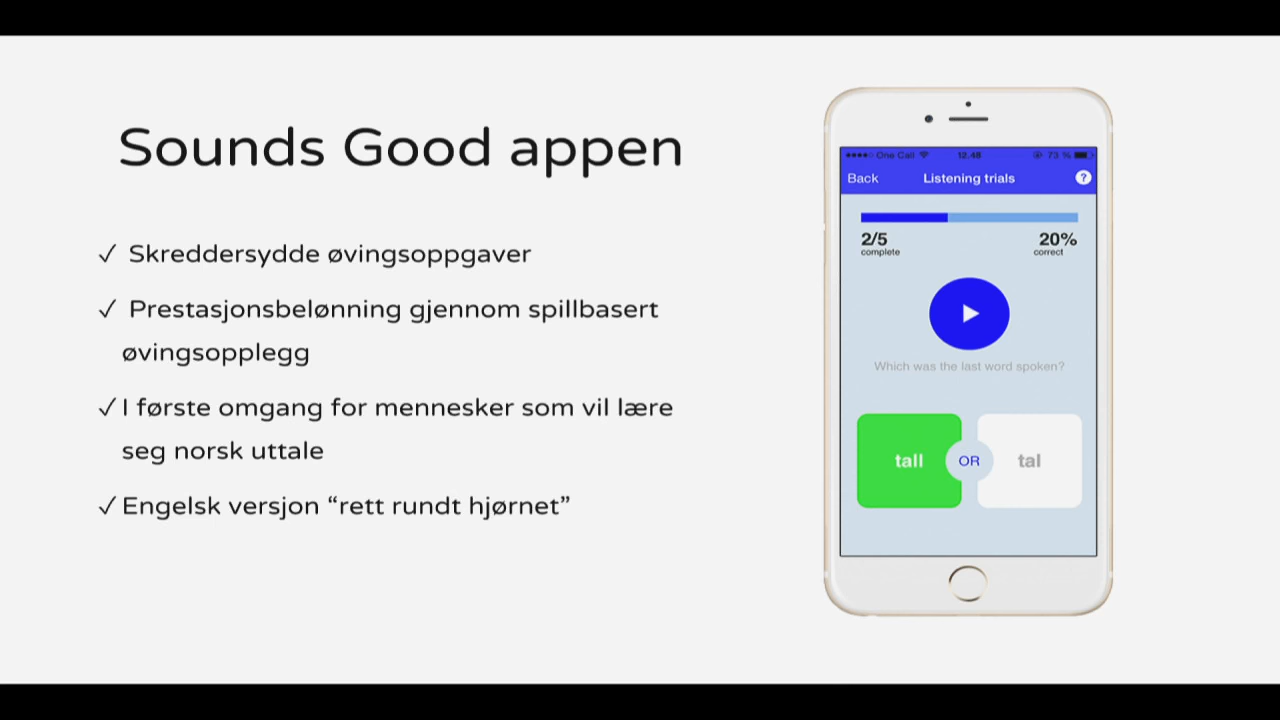 Sounds Good appen
✓ Skreddersydde øvingsoppgaver
✓ Prestasjonsbelønning gjennom spillbasert
øvingsopplegg
✓ I første omgang for mennesker som vil lære
seg norsk uttale
✓ Engelsk versjon “rett rundt hjørnet”
One Call 12.48 73 %
Back Listening trials ?
2/5 20%
complete correct
Which was the last word spoken?
tall OR tal